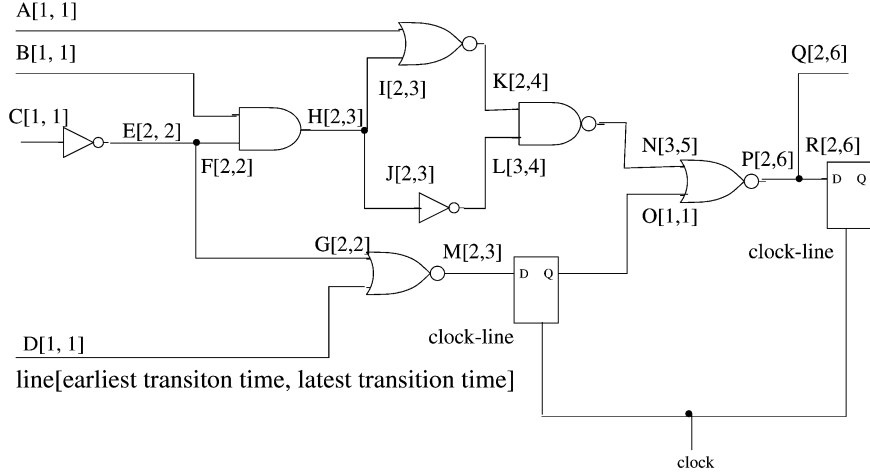 A[1, 1]
B[1, 1]
Q[2,6]
I[2,3]
K[2,4]
C[1, 1]
E[2, 2]
H[2,3]
F[2,2]
J[2,3]
L[3,4]
N[3,5]
P[2,6]
R[2,6]
D Q
O[1,1]
G[2,2]
M[2,3]
clock-line
D Q
clock-line
D[1, 1]
line[earliest transiton time, latest transition time]
clock